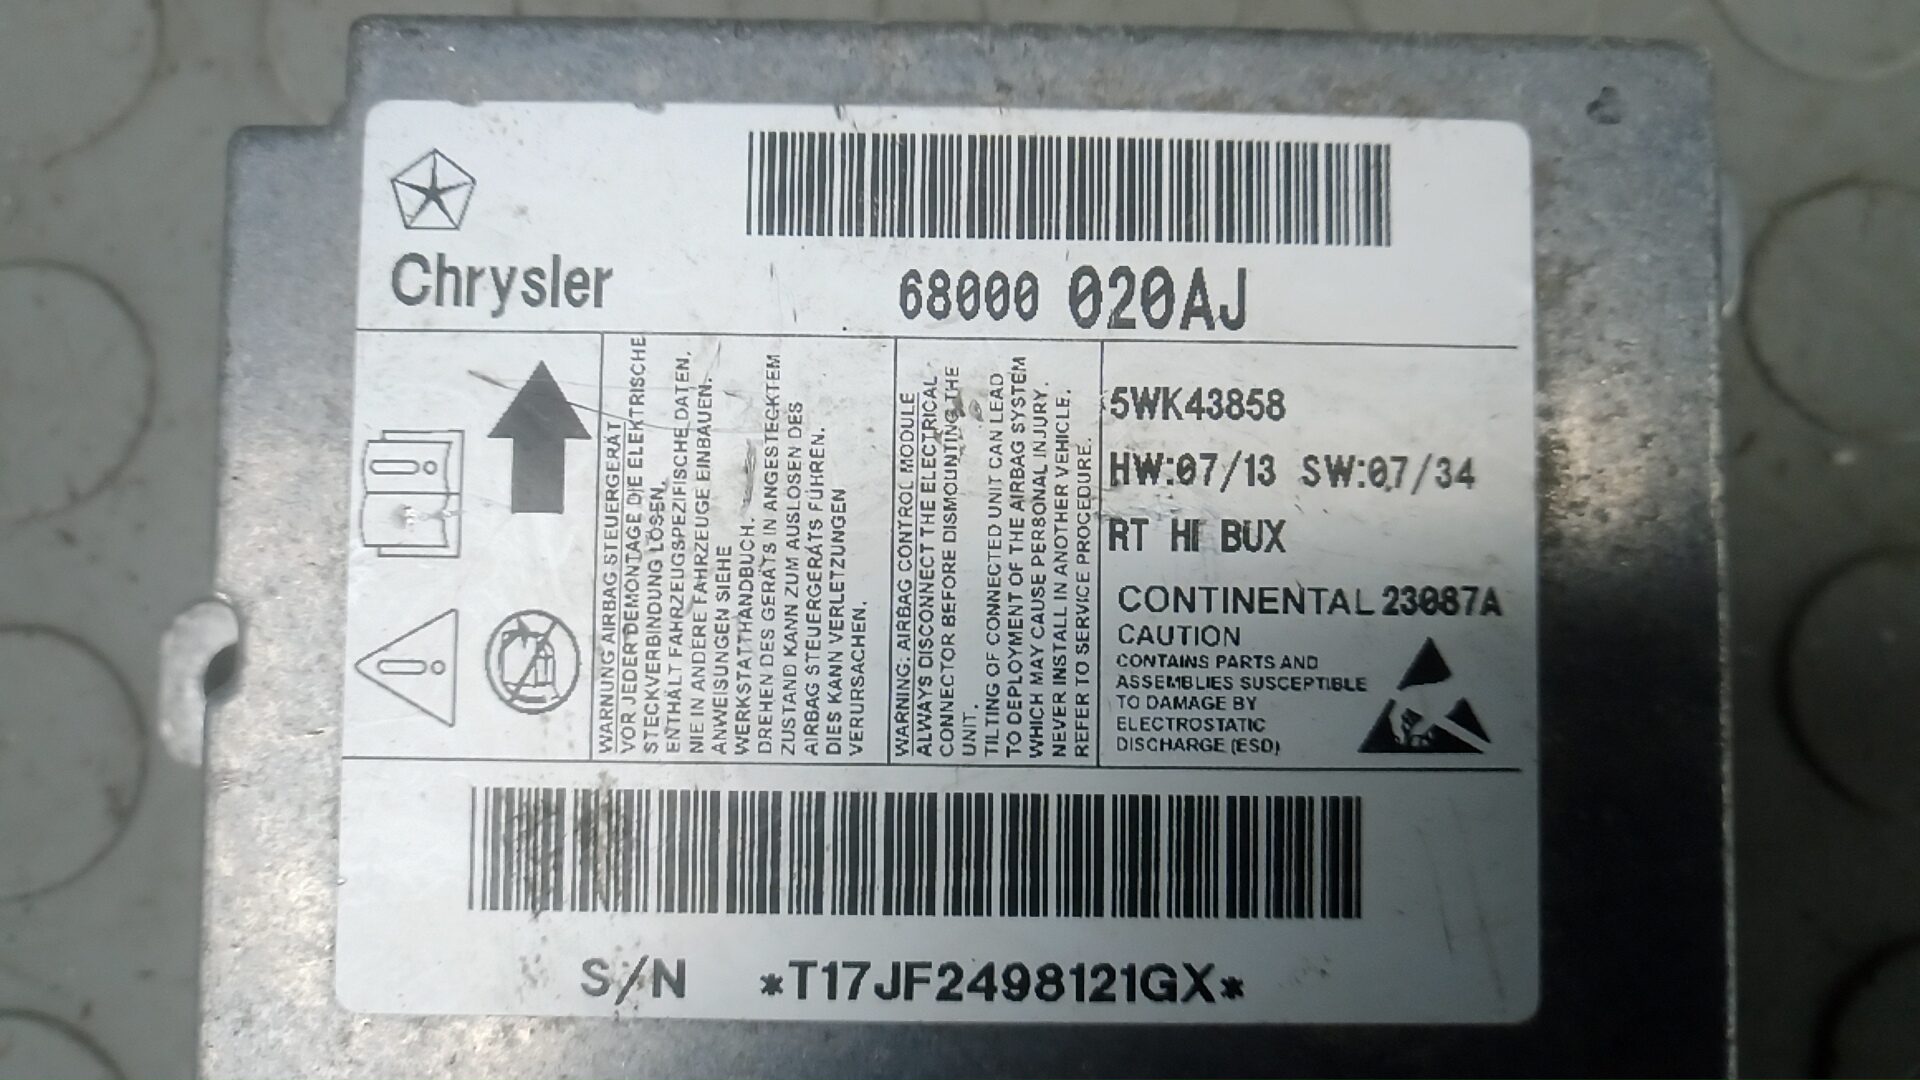 Chrysler
68000 020AJ
WARNUNG AIRBAG STEUERGERÄT
VOR JEDER DEMONTAGE DIE ELEKTRISCHE
STECKVERBINDUNG LÖSEN.
ENTHÄLT FAHRZEUGSPEZIFISCHE DATEN,
NIE IN ANDERE FAHRZEUGE EINBAUEN.
ANWEISUNGEN SIEHE
WERKSTATTHANDBUCH.
DREHEN DES GERÄTS IN ANGESTECKTEM
ZUSTAND KANN ZUM AUSLÖSEN DES
AIRBAG STEUERGERÄTS FÜHREN.
DIES KANN VERLETZUNGEN
VERURSACHEN.
WARNING: AIRBAG CONTROL MODULE
ALWAYS DISCONNECT THE ELECTRICAL
CONNECTOR BEFORE DISMOUNTING THE
UNIT.
TILTING OF CONNECTED UNIT CAN LEAD
TO DEPLOYMENT OF THE AIRBAG SYSTEM
WHICH MAY CAUSE PERSONAL INJURY.
NEVER INSTALL IN ANOTHER VEHICLE.
REFER TO SERVICE PROCEDURE.
5WK43858
HW:07/13 SW:07/34
RT HI BUX
CONTINENTAL 23087A
CAUTION
CONTAINS PARTS AND
ASSEMBLIES SUSCEPTIBLE
TO DAMAGE BY
ELECTROSTATIC
DISCHARGE (ESD)
S/N *T17JF2498121GX*